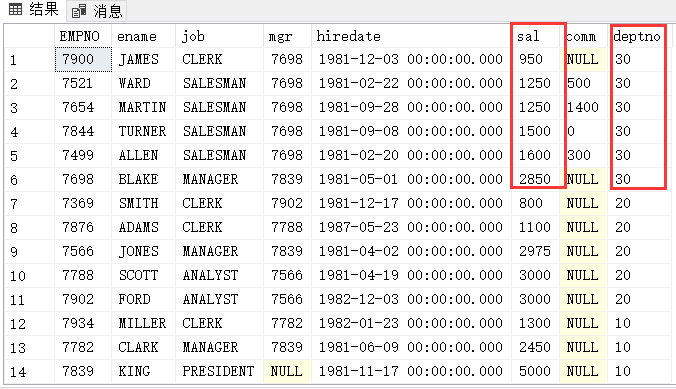 结果 消息
EMPNO ename job mgr hiredate sal comm deptno
1 7900 JAMES CLERK 7698 1981-12-03 00:00:00.000 950 NULL 30
2 7521 WARD SALESMAN 7698 1981-02-22 00:00:00.000 1250 500 30
3 7654 MARTIN SALESMAN 7698 1981-09-28 00:00:00.000 1250 1400 30
4 7844 TURNER SALESMAN 7698 1981-09-08 00:00:00.000 1500 0 30
5 7499 ALLEN SALESMAN 7698 1981-02-20 00:00:00.000 1600 300 30
6 7698 BLAKE MANAGER 7839 1981-05-01 00:00:00.000 2850 NULL 30
7 7369 SMITH CLERK 7902 1981-12-17 00:00:00.000 800 NULL 20
8 7876 ADAMS CLERK 7788 1987-05-23 00:00:00.000 1100 NULL 20
9 7566 JONES MANAGER 7839 1981-04-02 00:00:00.000 2975 NULL 20
10 7788 SCOTT ANALYST 7566 1981-04-19 00:00:00.000 3000 NULL 20
11 7902 FORD ANALYST 7566 1982-12-03 00:00:00.000 3000 NULL 20
12 7934 MILLER CLERK 7782 1982-01-23 00:00:00.000 1300 NULL 10
13 7782 CLARK MANAGER 7839 1981-06-09 00:00:00.000 2450 NULL 10
14 7839 KING PRESIDENT NULL 1981-11-17 00:00:00.000 5000 NULL 10